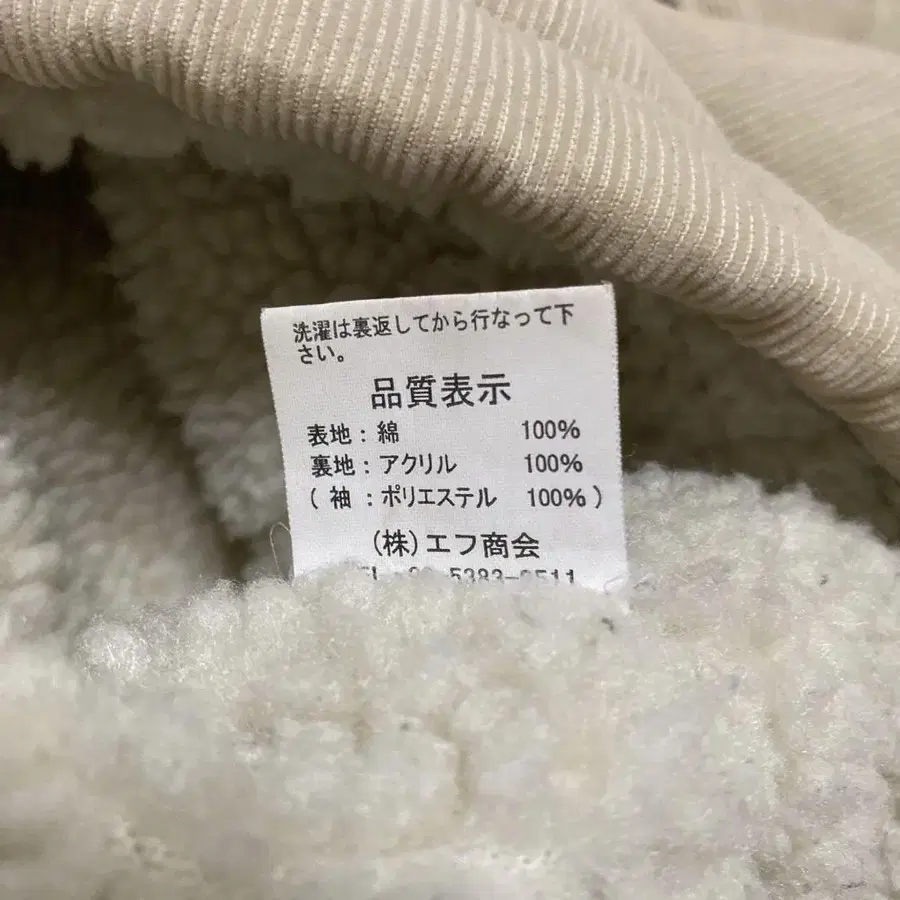 洗濯は裏返してから行なって下
さい。
品質表示
表地：綿 100%
裏地：アクリル 100%
（ 袖 ：ポリエステル 100%）
（株）エフ商会
5383-